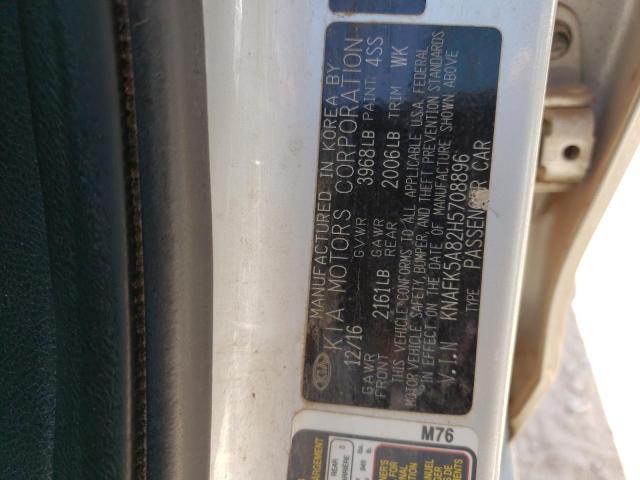 KIA
MANUFACTURED IN KOREA BY
KIA MOTORS CORPORATION
12/16 GVWR 3968LB PAINT 4SS
GAWR FRONT 2161LB GAWR REAR 2006LB TRIM WK
THIS VEHICLE CONFORMS TO ALL APPLICABLE U.S.A. FEDERAL
MOTOR VEHICLE SAFETY, BUMPER AND THEFT PREVENTION STANDARDS
IN EFFECT ON THE DATE OF MANUFACTURE SHOWN ABOVE
V.I.N KNAFK5A82H5708896
TYPE PASSENGER CAR
M76
REAR